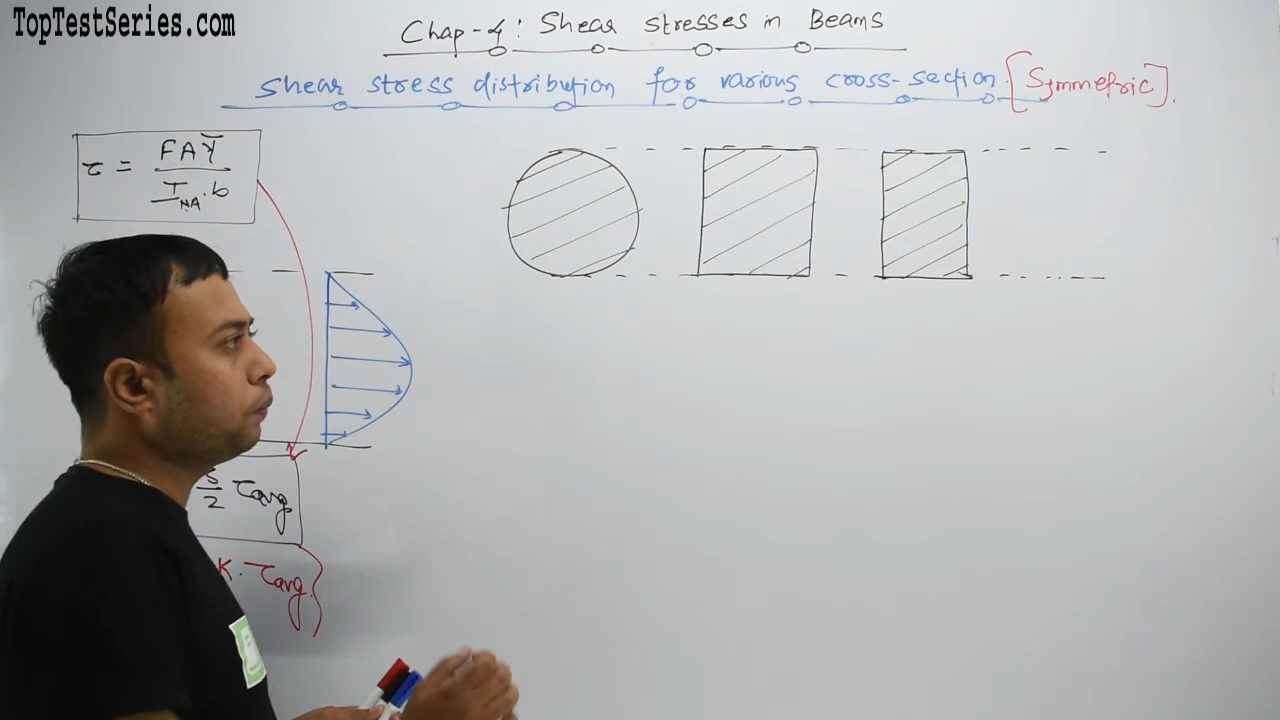 TopTestSeries.com
Chap-4: Shear stresses in Beams
Shear stress distribution for various cross-section. [Symmetric].
τ = FAȲ / I_NA.b
/2 τavg
K. τavg